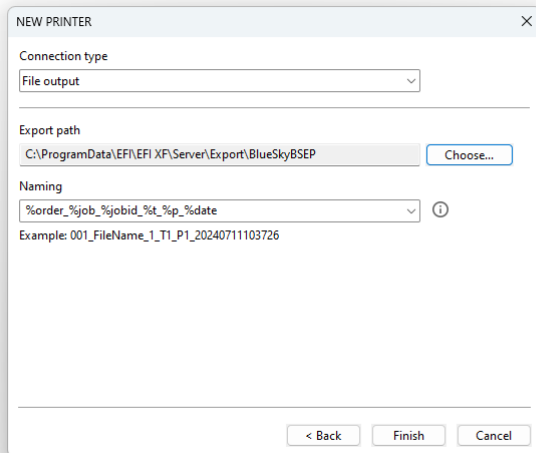 NEW PRINTER
Connection type
File output
Export path
C:\ProgramData\EFI\EFI XF\Server\Export\BlueSkyBSEP
Choose...
Naming
%order_%job_%jobid_%t_%p_%date
Example: 001_FileName_1_T1_P1_20240711103726
< Back
Finish
Cancel